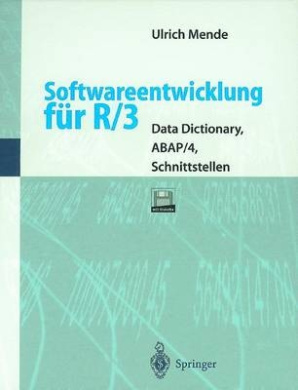 Ulrich Mende
Softwareentwicklung
für R/3
Data Dictionary,
ABAP/4,
Schnittstellen
Springer